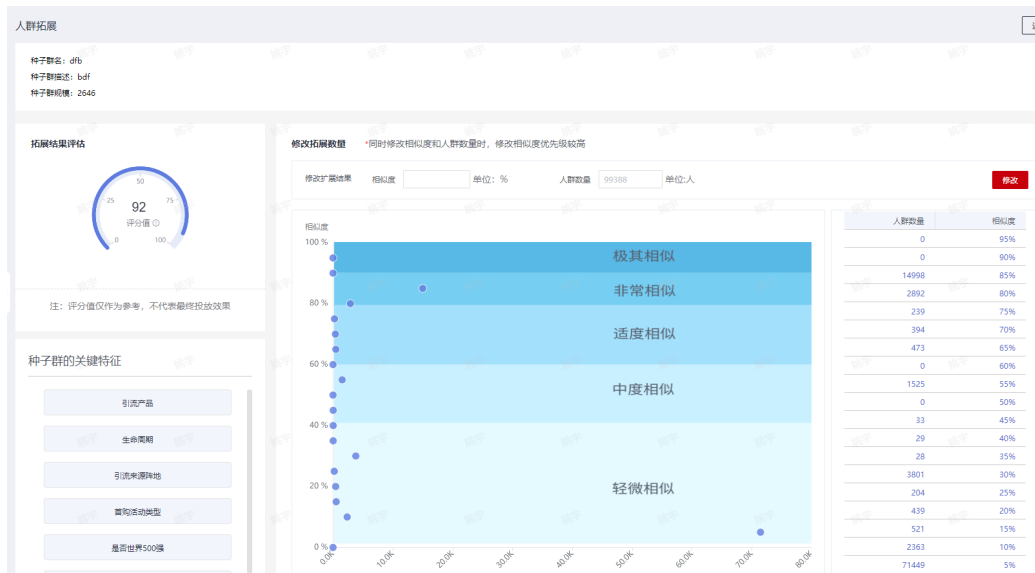 人群拓展
种子群名：dfb
种子群描述：bdf
种子群规模：2646
拓展结果评估
50
25
75
92
评分值
0
100
注：评分值仅作为参考，不代表最终投放效果
种子群的关键特征
引流产品
生命周期
引流来源阵地
首购活动类型
是否世界500强
修改拓展数量 *同时修改相似度和人群数量时，修改相似度优先级较高
修改扩展结果 相似度 单位：% 人群数量 99388 单位:人 修改
相似度
100 %
80 %
60 %
40 %
20 %
0 %
极其相似
非常相似
适度相似
中度相似
轻微相似
0.0K 10.0K 20.0K 30.0K 40.0K 50.0K 60.0K 70.0K 80.0K
人群数量 相似度
0 95%
0 90%
14998 85%
2892 80%
239 75%
394 70%
473 65%
0 60%
1525 55%
0 50%
33 45%
29 40%
28 35%
3801 30%
204 25%
439 20%
521 15%
2363 10%
71449 5%